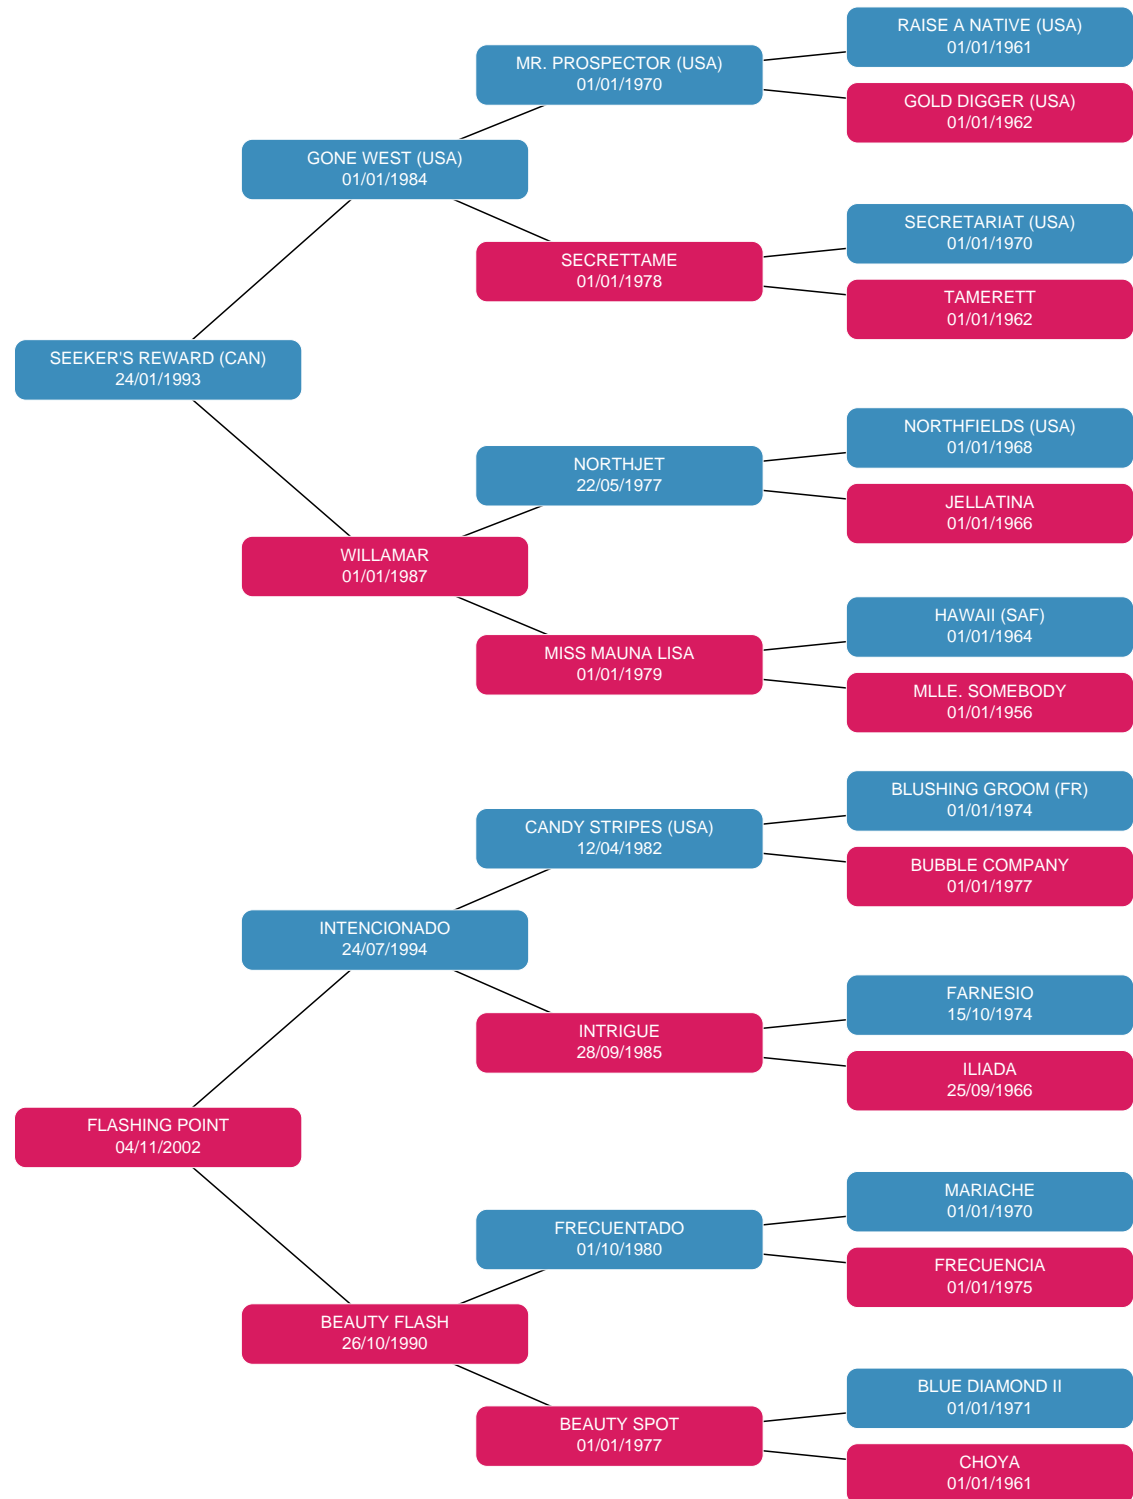 RAISE A NATIVE (USA)
01/01/1961
MR. PROSPECTOR (USA)
01/01/1970
GOLD DIGGER (USA)
01/01/1962
GONE WEST (USA)
01/01/1984
SECRETARIAT (USA)
01/01/1970
SECRETTAME
01/01/1978
TAMERETT
01/01/1962
SEEKER'S REWARD (CAN)
24/01/1993
NORTHFIELDS (USA)
01/01/1968
NORTHJET
22/05/1977
JELLATINA
01/01/1966
WILLAMAR
01/01/1987
HAWAII (SAF)
01/01/1964
MISS MAUNA LISA
01/01/1979
MLLE. SOMEBODY
01/01/1956
BLUSHING GROOM (FR)
01/01/1974
CANDY STRIPES (USA)
12/04/1982
BUBBLE COMPANY
01/01/1977
INTENCIONADO
24/07/1994
FARNESIO
15/10/1974
INTRIGUE
28/09/1985
ILIADA
25/09/1966
FLASHING POINT
04/11/2002
MARIACHE
01/01/1970
FRECUENTADO
01/10/1980
FRECUENCIA
01/01/1975
BEAUTY FLASH
26/10/1990
BLUE DIAMOND II
01/01/1971
BEAUTY SPOT
01/01/1977
CHOYA
01/01/1961